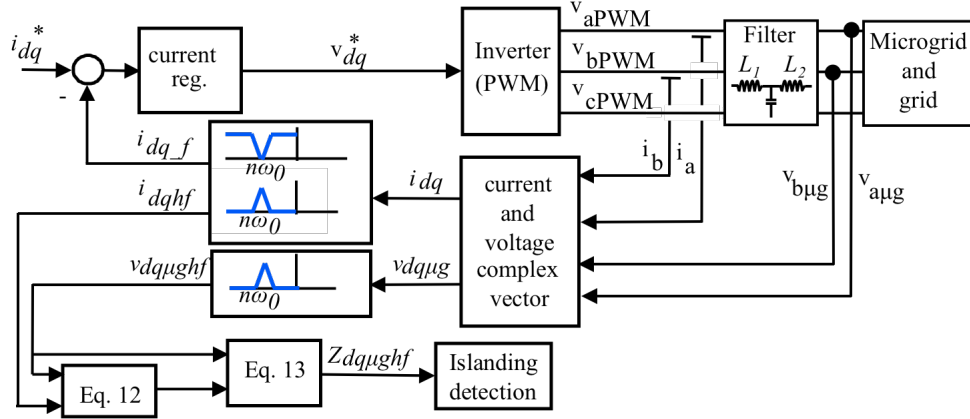 i*dq
-
current
reg.
v*dq
Inverter
(PWM)
vaPWM
vbPWM
vcPWM
Filter
L1 L2
Microgrid
and
grid
ib ia
vbμg
vaμg
idq_f
nω0
idqhf
nω0
idq
current
and
voltage
complex
vector
vdqμghf
nω0
vdqμg
Eq. 12
Eq. 13
Zdqμghf
Islanding
detection